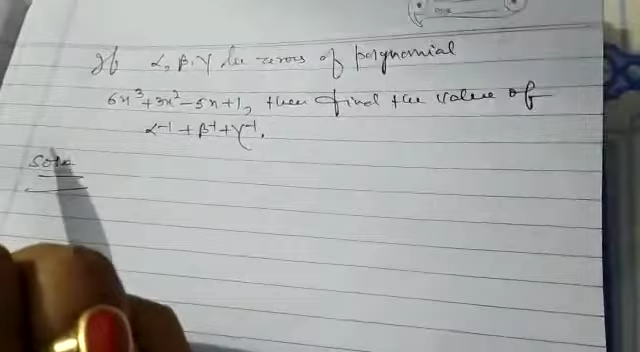 If α, β, γ be zeros of polynomial
6x³+3x²-5x+1, then find the value of
α⁻¹+β⁻¹+γ⁻¹.
Soln